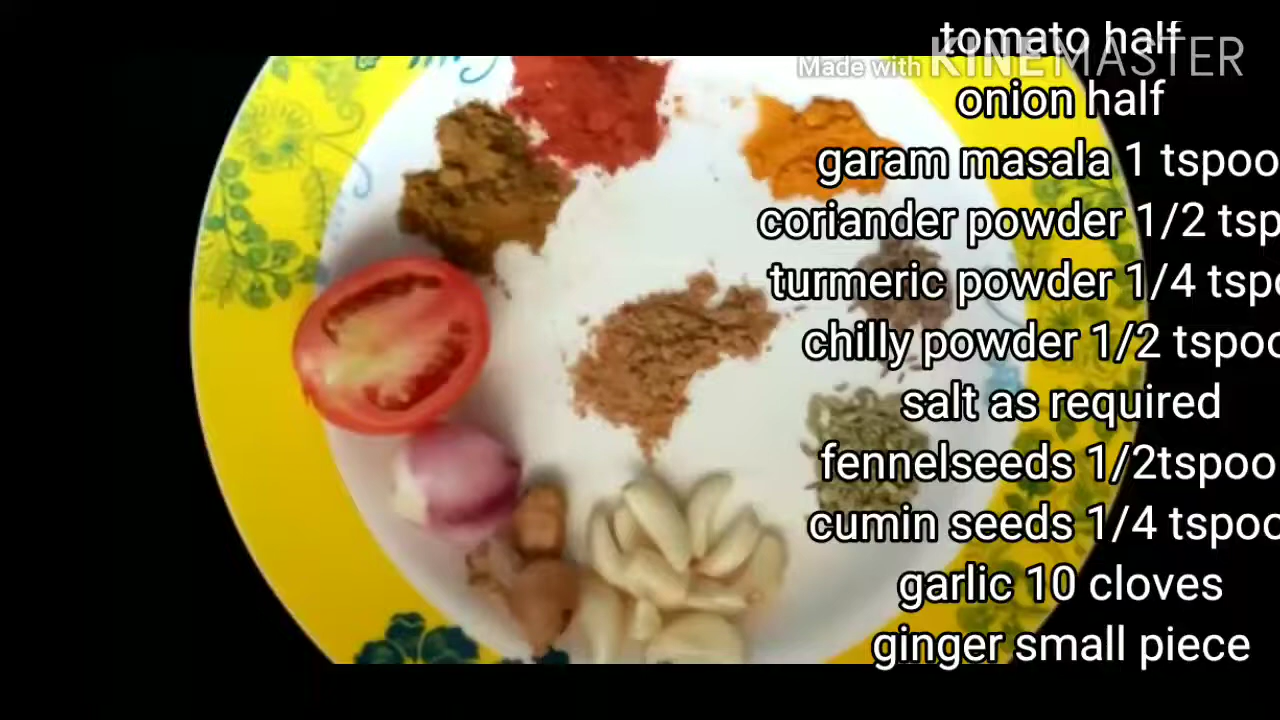 tomato half
Made with KINEMASTER
onion half
garam masala 1 tspoo
coriander powder 1/2 tsp
turmeric powder 1/4 tspo
chilly powder 1/2 tspoo
salt as required
fennelseeds 1/2tspoo
cumin seeds 1/4 tspoo
garlic 10 cloves
ginger small piece